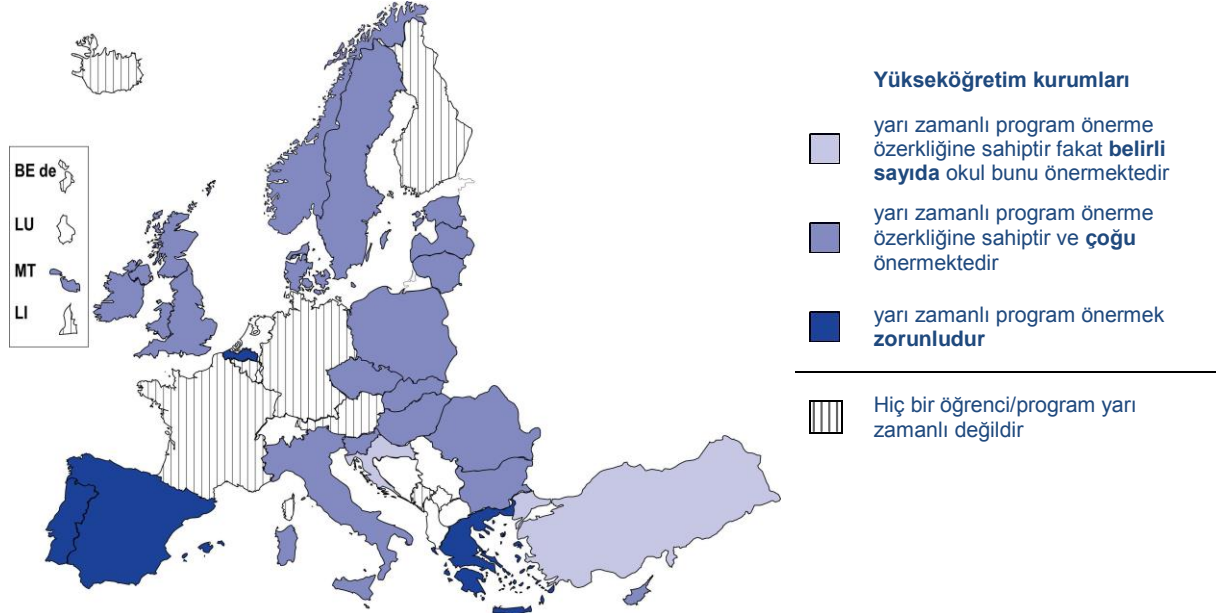 BE de
LU
MT
LI
Yükseköğretim kurumları
yarı zamanlı program önerme
özerkliğine sahiptir fakat belirli
sayıda okul bunu önermektedir
yarı zamanlı program önerme
özerkliğine sahiptir ve çoğu
önermektedir
yarı zamanlı program önermek
zorunludur
Hiç bir öğrenci/program yarı
zamanlı değildir